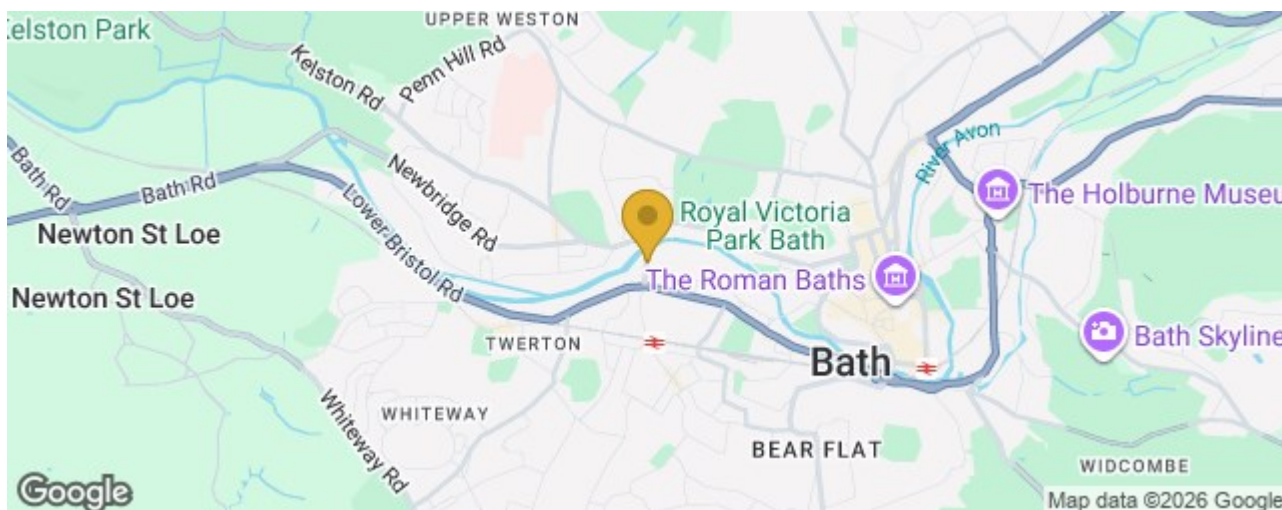 UPPER WESTON
Kelston Park
Penn Hill Rd
Kelston Rd
River Avon
Bath Rd
Bath Rd
Newbridge Rd
Lower Bristol Rd
The Holburne Museu
Royal Victoria
Park Bath
Newton St Loe
The Roman Baths
Newton St Loe
Bath Skyline
TWERTON
Bath
Whiteway Rd
WHITEWAY
BEAR FLAT
WIDCOMBE
Google
Map data ©2026 Google